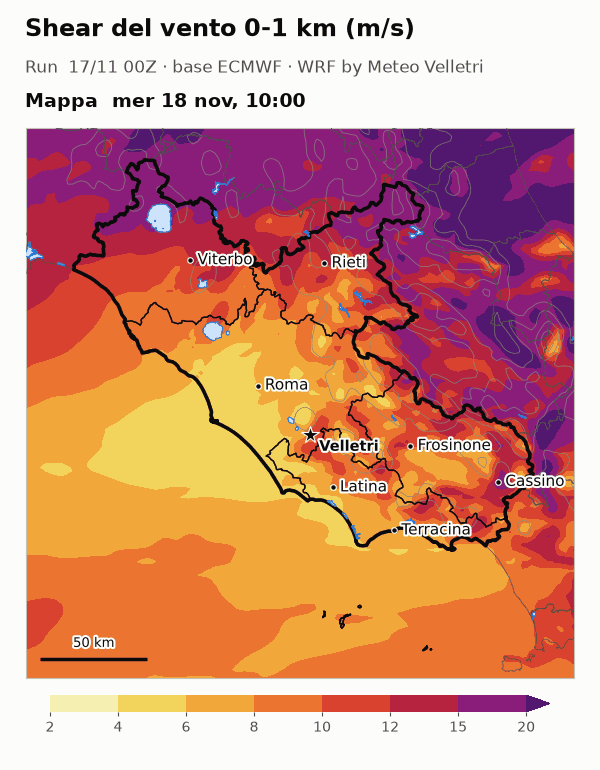 Shear del vento 0-1 km (m/s)
Run 17/11 00Z · base ECMWF · WRF by Meteo Velletri
Mappa mer 18 nov, 10:00
Viterbo
Rieti
Roma
Velletri
Frosinone
Cassino
Latina
Terracina
50 km
2 4 6 8 10 12 15 20